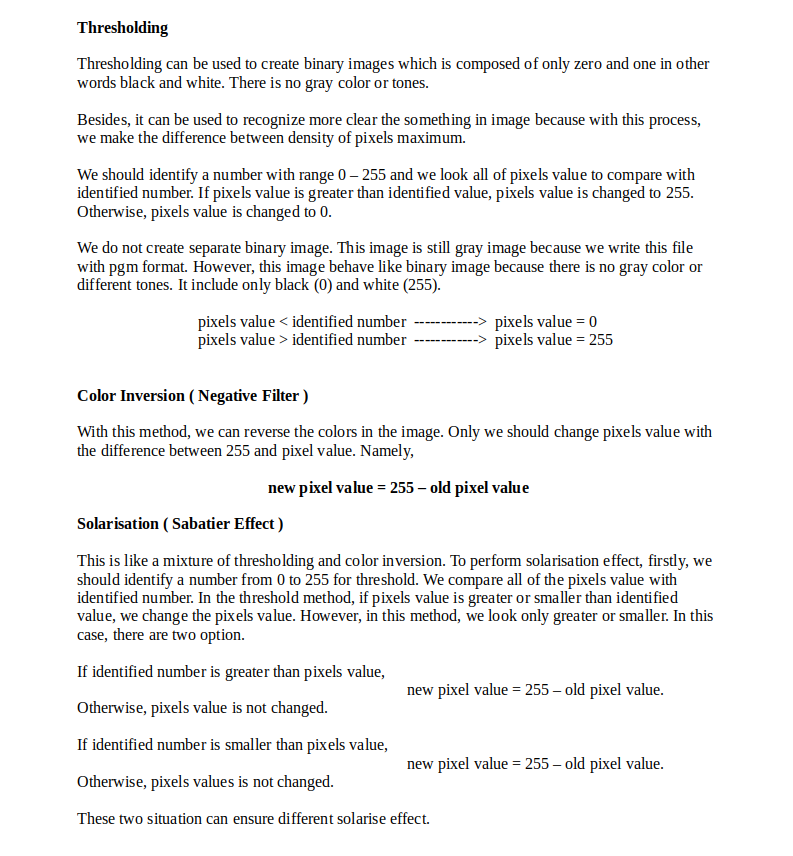 Thresholding
Thresholding can be used to create binary images which is composed of only zero and one in other
words black and white. There is no gray color or tones.
Besides, it can be used to recognize more clear the something in image because with this process,
we make the difference between density of pixels maximum.
We should identify a number with range 0 – 255 and we look all of pixels value to compare with
identified number. If pixels value is greater than identified value, pixels value is changed to 255.
Otherwise, pixels value is changed to 0.
We do not create separate binary image. This image is still gray image because we write this file
with pgm format. However, this image behave like binary image because there is no gray color or
different tones. It include only black (0) and white (255).
pixels value < identified number ------------> pixels value = 0
pixels value > identified number ------------> pixels value = 255
Color Inversion ( Negative Filter )
With this method, we can reverse the colors in the image. Only we should change pixels value with
the difference between 255 and pixel value. Namely,
new pixel value = 255 – old pixel value
Solarisation ( Sabatier Effect )
This is like a mixture of thresholding and color inversion. To perform solarisation effect, firstly, we
should identify a number from 0 to 255 for threshold. We compare all of the pixels value with
identified number. In the threshold method, if pixels value is greater or smaller than identified
value, we change the pixels value. However, in this method, we look only greater or smaller. In this
case, there are two option.
If identified number is greater than pixels value,
new pixel value = 255 – old pixel value.
Otherwise, pixels value is not changed.
If identified number is smaller than pixels value,
new pixel value = 255 – old pixel value.
Otherwise, pixels values is not changed.
These two situation can ensure different solarise effect.